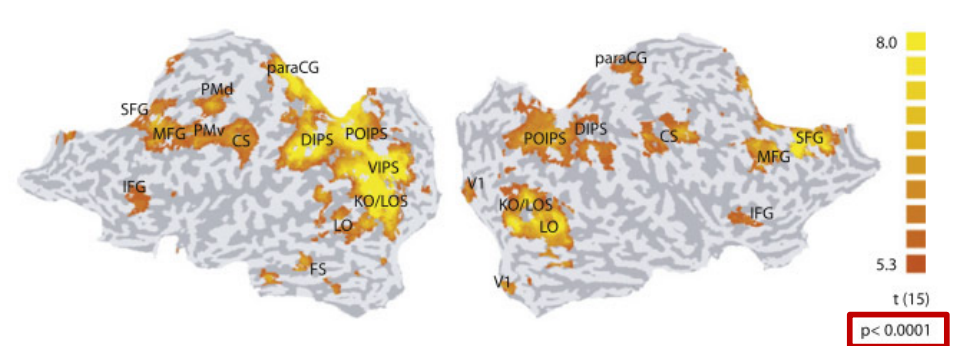 paraCG
PMd
SFG
MFG
PMv
CS
DIPS
POIPS
VIPS
IFG
KO/LOS
LO
FS
paraCG
POIPS
DIPS
CS
SFG
MFG
V1
KO/LOS
LO
IFG
V1
8.0
5.3
t (15)
p< 0.0001